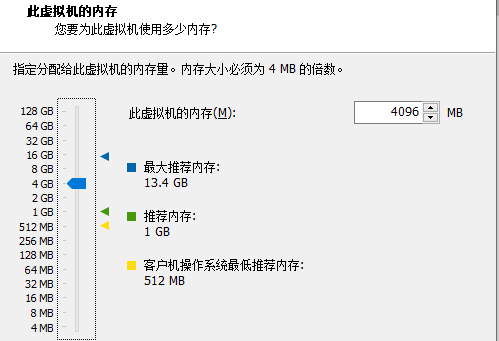 此虚拟机的内存
您要为此虚拟机使用多少内存?
指定分配给此虚拟机的内存量。内存大小必须为 4 MB 的倍数。
此虚拟机的内存(M):
4096 MB
128 GB
64 GB
32 GB
16 GB
8 GB
4 GB
2 GB
1 GB
512 MB
256 MB
128 MB
64 MB
32 MB
16 MB
8 MB
4 MB
最大推荐内存:
13.4 GB
推荐内存:
1 GB
客户机操作系统最低推荐内存:
512 MB